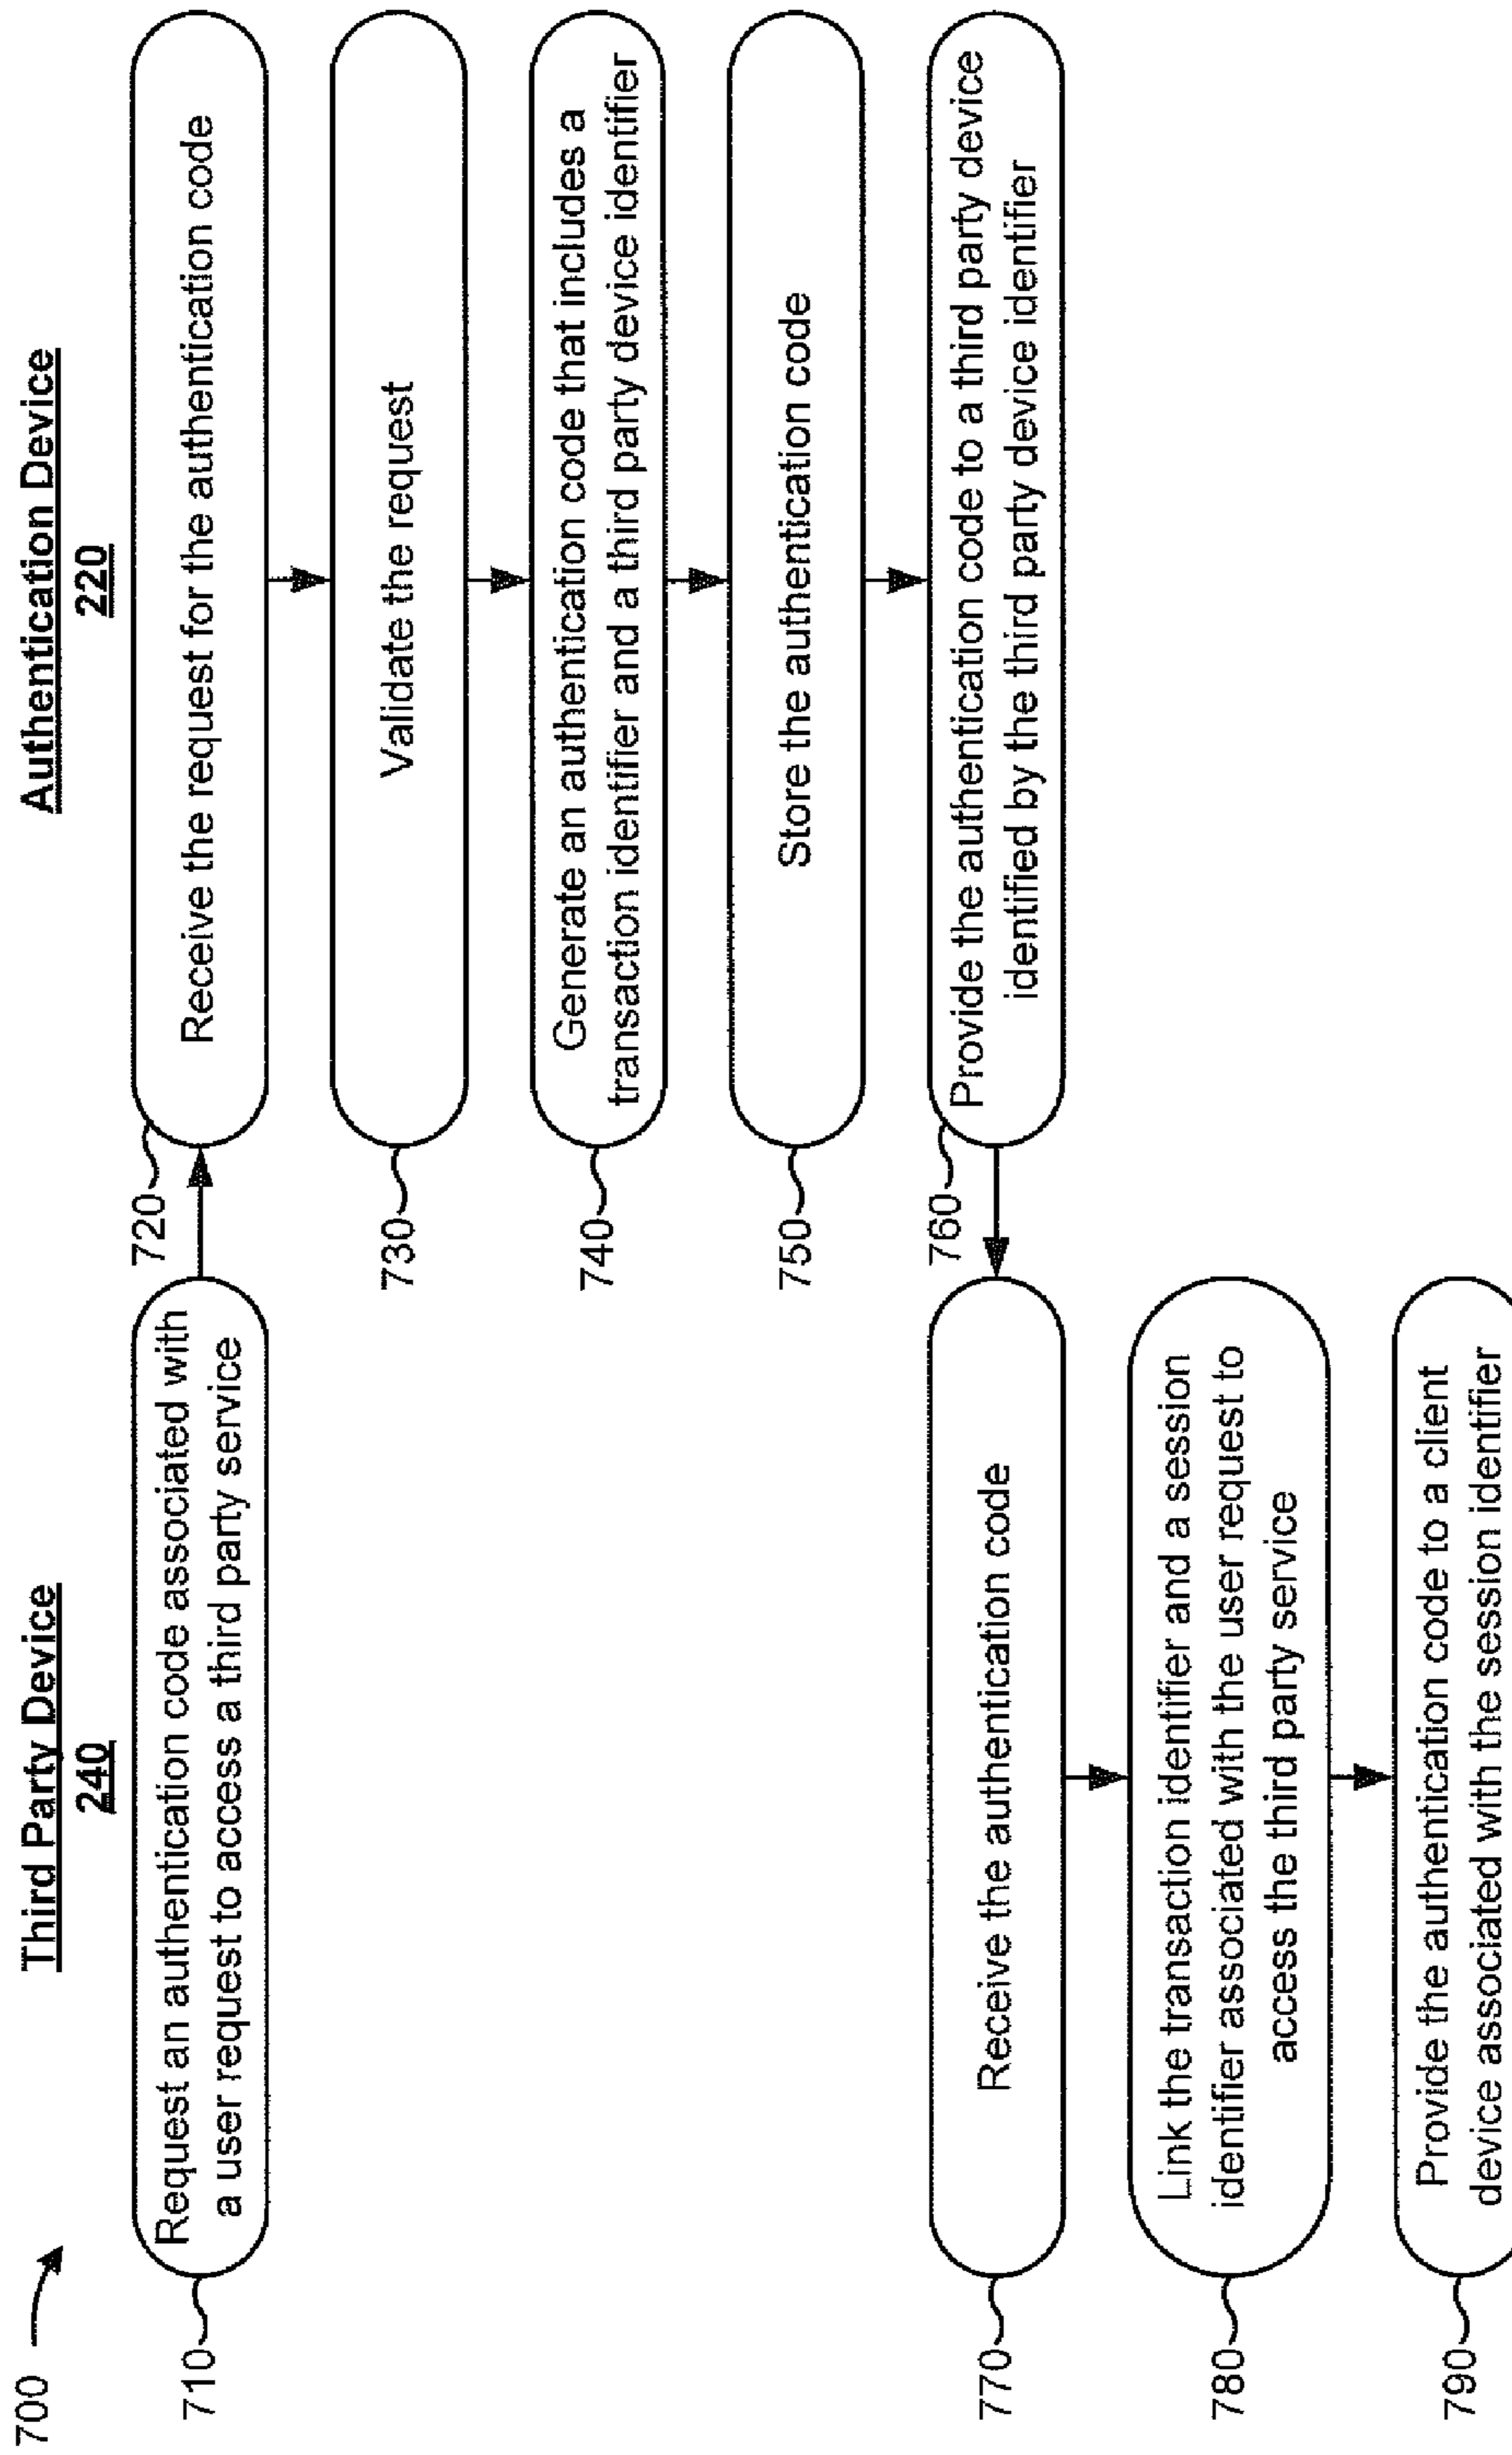 700
Third Party Device
240
Authentication Device
220
710
Request an authentication code associated with
a user request to access a third party service
720
Receive the request for the authentication code
730
Validate the request
740
Generate an authentication code that includes a
transaction identifier and a third party device identifier
750
Store the authentication code
760
Provide the authentication code to a third party device
identified by the third party device identifier
770
Receive the authentication code
780
Link the transaction identifier and a session
identifier associated with the user request to
access the third party service
790
Provide the authentication code to a client
device associated with the session identifier